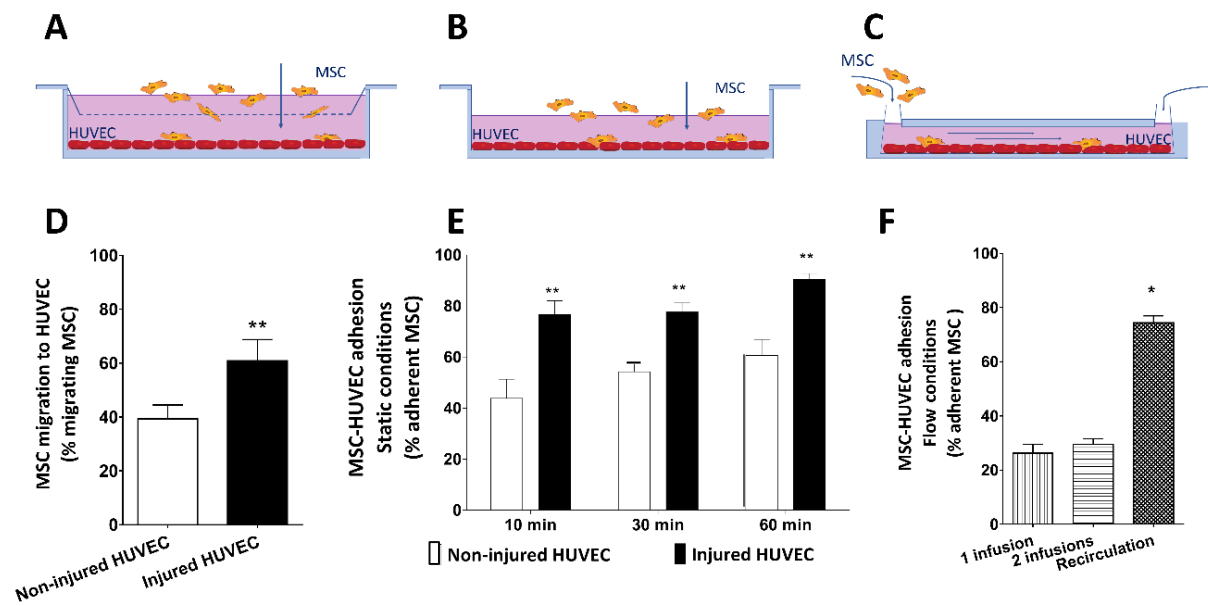 A
B
C
MSC
HUVEC
MSC
HUVEC
MSC
HUVEC
D
MSC migration to HUVEC
(% migrating MSC)
100
80
60
40
20
0
**
Non-injured HUVEC
Injured HUVEC
E
MSC-HUVEC adhesion
Static conditions
(% adherent MSC)
100
80
60
40
20
0
**
**
**
10 min
30 min
60 min
Non-injured HUVEC
Injured HUVEC
F
MSC-HUVEC adhesion
Flow conditions
(% adherent MSC )
100
80
60
40
20
0
*
1 infusion
2 infusions
Recirculation